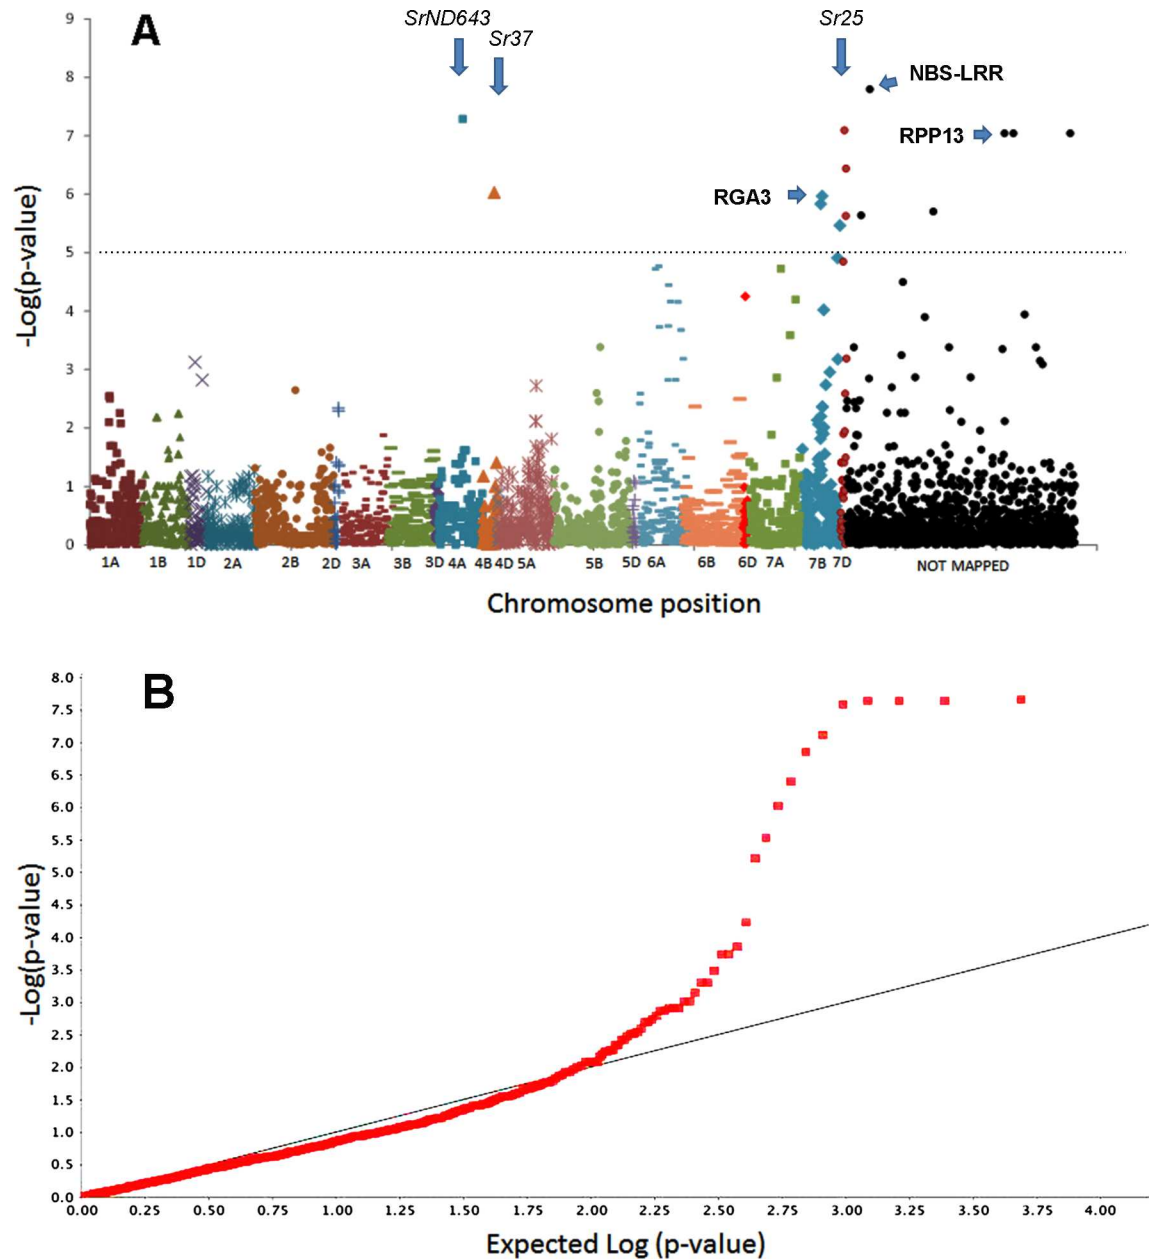 A
SrND643
Sr37
Sr25
NBS-LRR
RPP13
RGA3
-Log(p-value)
9
8
7
6
5
4
3
2
1
0
1A 1B 1D 2A 2B 2D 3A 3B 3D 4A 4B 4D 5A 5B 5D 6A 6B 6D 7A 7B 7D NOT MAPPED
Chromosome position
B
-Log(p-value)
8.0
7.5
7.0
6.5
6.0
5.5
5.0
4.5
4.0
3.5
3.0
2.5
2.0
1.5
1.0
0.5
0.0
0.00 0.25 0.50 0.75 1.00 1.25 1.50 1.75 2.00 2.25 2.50 2.75 3.00 3.25 3.50 3.75 4.00
Expected Log (p-value)